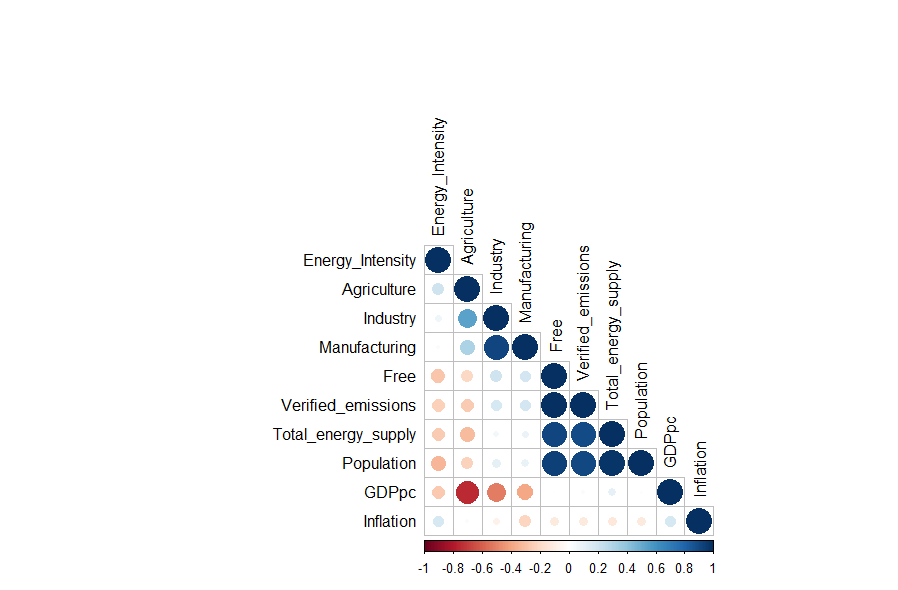 Energy_Intensity
Agriculture
Industry
Manufacturing
Free
Verified_emissions
Total_energy_supply
Population
GDPpc
Inflation
Energy_Intensity
Agriculture
Industry
Manufacturing
Free
Verified_emissions
Total_energy_supply
Population
GDPpc
Inflation
-1 -0.8 -0.6 -0.4 -0.2 0 0.2 0.4 0.6 0.8 1